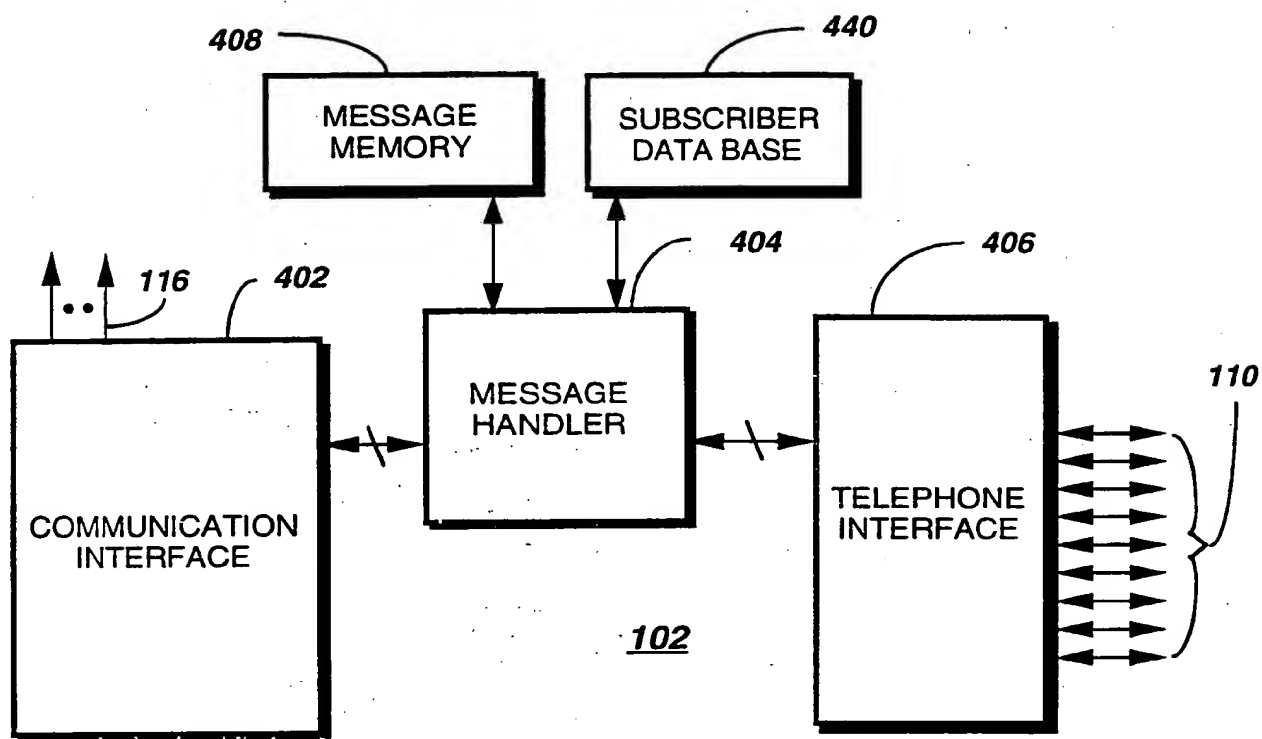 408
440
MESSAGE
MEMORY
SUBSCRIBER
DATA BASE
116
402
404
406
MESSAGE
HANDLER
110
COMMUNICATION
INTERFACE
TELEPHONE
INTERFACE
102